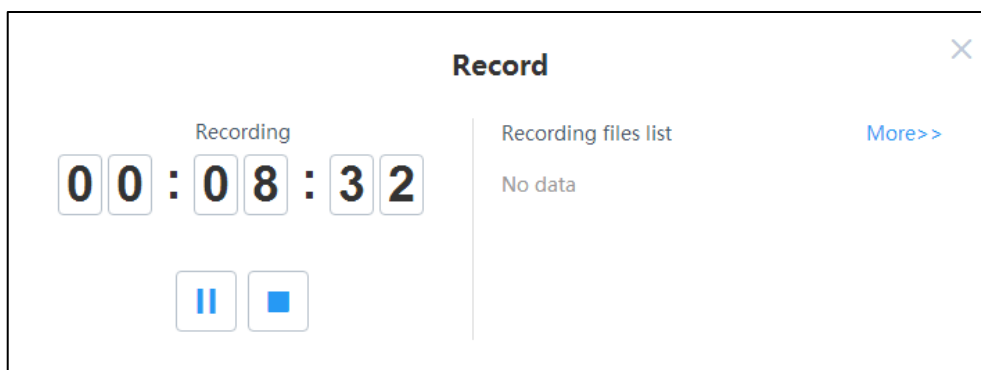 Record
Recording
00:08:32
Recording files list
More>>
No data